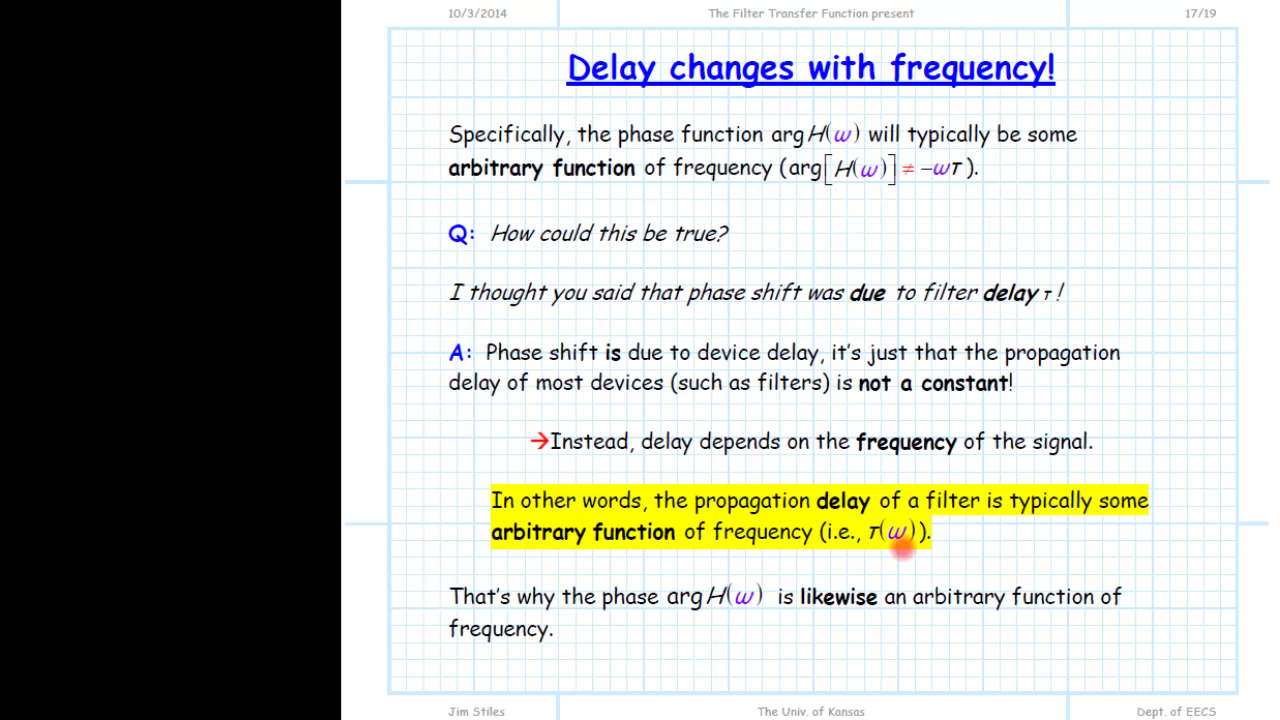 10/3/2014 The Filter Transfer Function present 17/19
Delay changes with frequency!
Specifically, the phase function arg H(ω) will typically be some
arbitrary function of frequency (arg[H(ω)] ≠ −ωτ ).
Q: How could this be true?
I thought you said that phase shift was due to filter delay τ !
A: Phase shift is due to device delay, it's just that the propagation
delay of most devices (such as filters) is not a constant!
→Instead, delay depends on the frequency of the signal.
In other words, the propagation delay of a filter is typically some
arbitrary function of frequency (i.e., τ(ω)).
That's why the phase arg H(ω) is likewise an arbitrary function of
frequency.
Jim Stiles The Univ. of Kansas Dept. of EECS